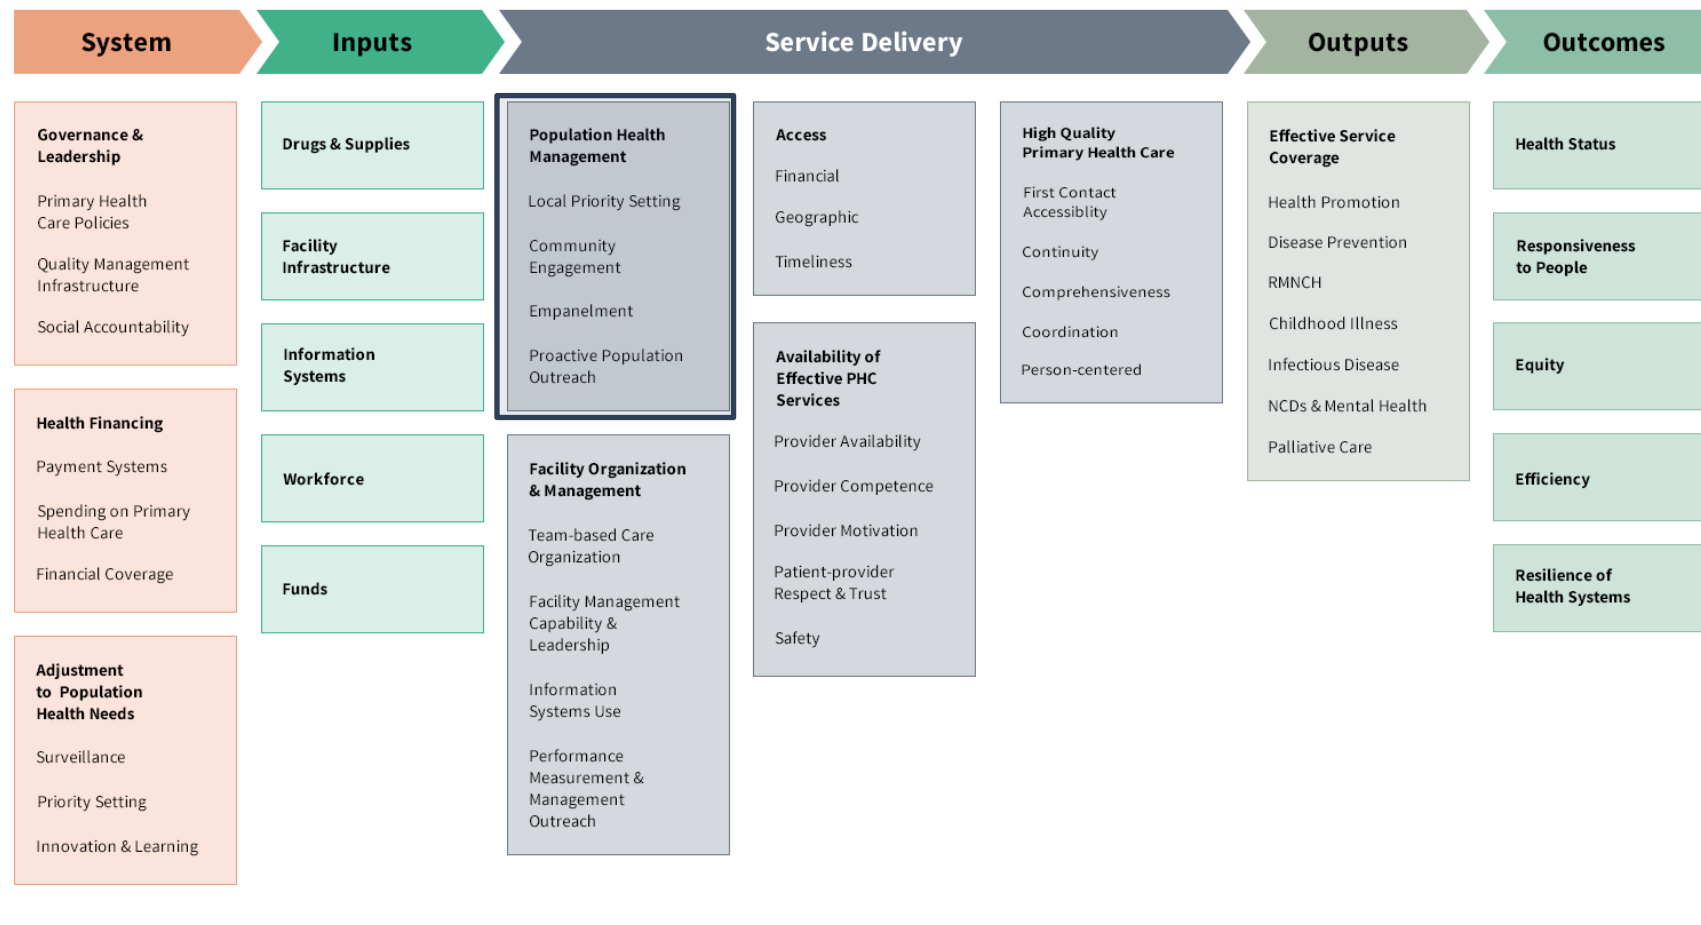 System
Inputs
Service Delivery
Outputs
Outcomes
Governance &
Leadership
Primary Health
Care Policies
Quality Management
Infrastructure
Social Accountability
Health Financing
Payment Systems
Spending on Primary
Health Care
Financial Coverage
Adjustment
to Population
Health Needs
Surveillance
Priority Setting
Innovation & Learning
Drugs & Supplies
Facility
Infrastructure
Information
Systems
Workforce
Funds
Population Health
Management
Local Priority Setting
Community
Engagement
Empanelment
Proactive Population
Outreach
Facility Organization
& Management
Team-based Care
Organization
Facility Management
Capability &
Leadership
Information
Systems Use
Performance
Measurement &
Management
Outreach
Access
Financial
Geographic
Timeliness
Availability of
Effective PHC
Services
Provider Availability
Provider Competence
Provider Motivation
Patient-provider
Respect & Trust
Safety
High Quality
Primary Health Care
First Contact
Accessiblity
Continuity
Comprehensiveness
Coordination
Person-centered
Effective Service
Coverage
Health Promotion
Disease Prevention
RMNCH
Childhood Illness
Infectious Disease
NCDs & Mental Health
Palliative Care
Health Status
Responsiveness
to People
Equity
Efficiency
Resilience of
Health Systems